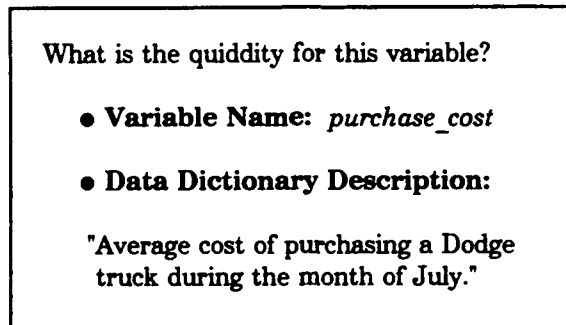 What is the quiddity for this variable?
● Variable Name: purchase_cost
● Data Dictionary Description:
"Average cost of purchasing a Dodge
truck during the month of July."